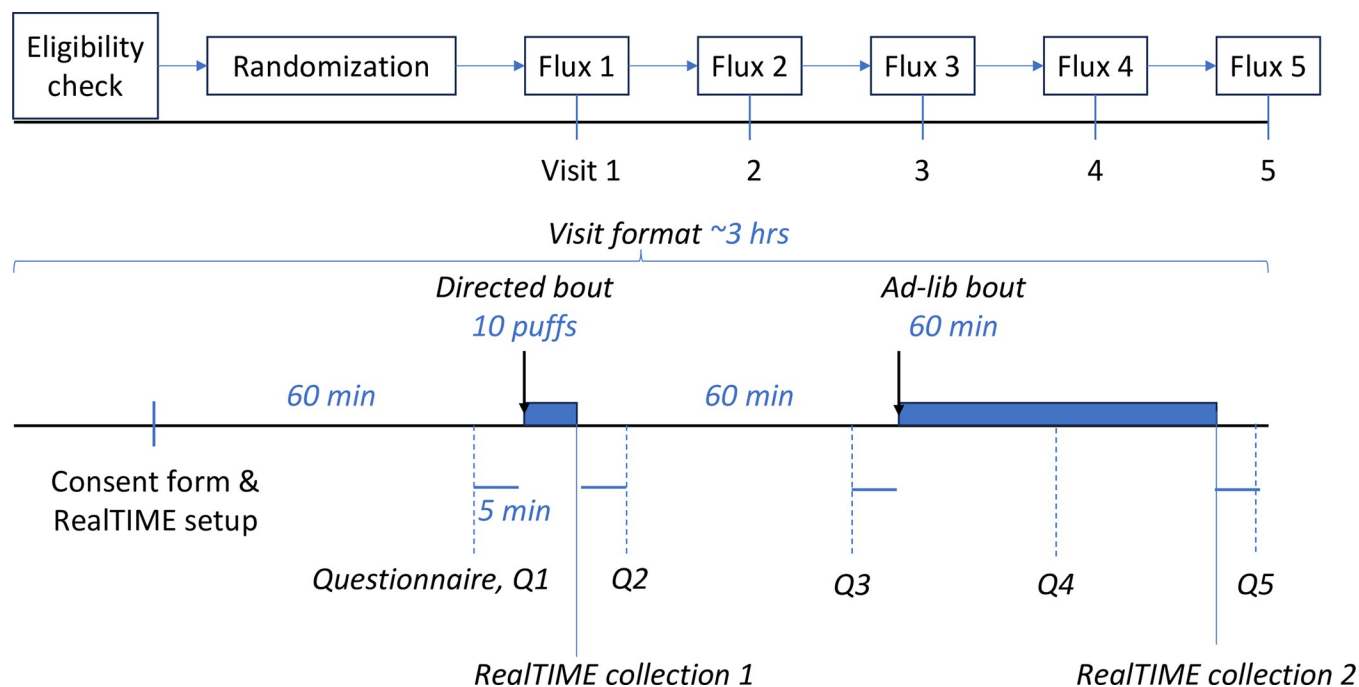 Eligibility
check
Randomization
Flux 1
Flux 2
Flux 3
Flux 4
Flux 5
Visit 1
2
3
4
5
Visit format ~3 hrs
Directed bout
10 puffs
Ad-lib bout
60 min
60 min
60 min
Consent form &
RealTIME setup
5 min
Questionnaire, Q1
Q2
Q3
Q4
Q5
RealTIME collection 1
RealTIME collection 2